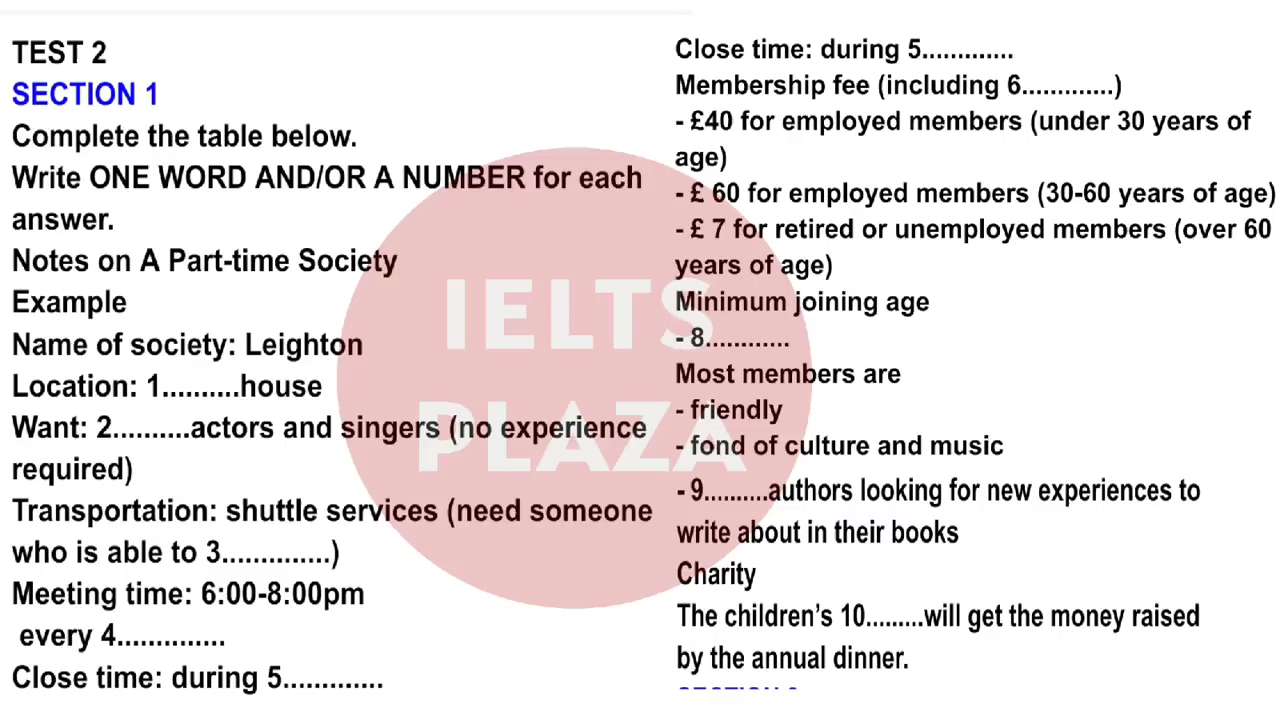 TEST 2
SECTION 1
Complete the table below.
Write ONE WORD AND/OR A NUMBER for each
answer.
Notes on A Part-time Society
Example
Name of society: Leighton
Location: 1..........house
Want: 2..........actors and singers (no experience
required)
Transportation: shuttle services (need someone
who is able to 3..............)
Meeting time: 6:00-8:00pm
every 4..............
Close time: during 5.............
Close time: during 5.............
Membership fee (including 6.............)
- £40 for employed members (under 30 years of
age)
- £ 60 for employed members (30-60 years of age)
- £ 7 for retired or unemployed members (over 60
years of age)
Minimum joining age
- 8............
Most members are
- friendly
- fond of culture and music
- 9..........authors looking for new experiences to
write about in their books
Charity
The children's 10.........will get the money raised
by the annual dinner.
IELTS
PLAZA